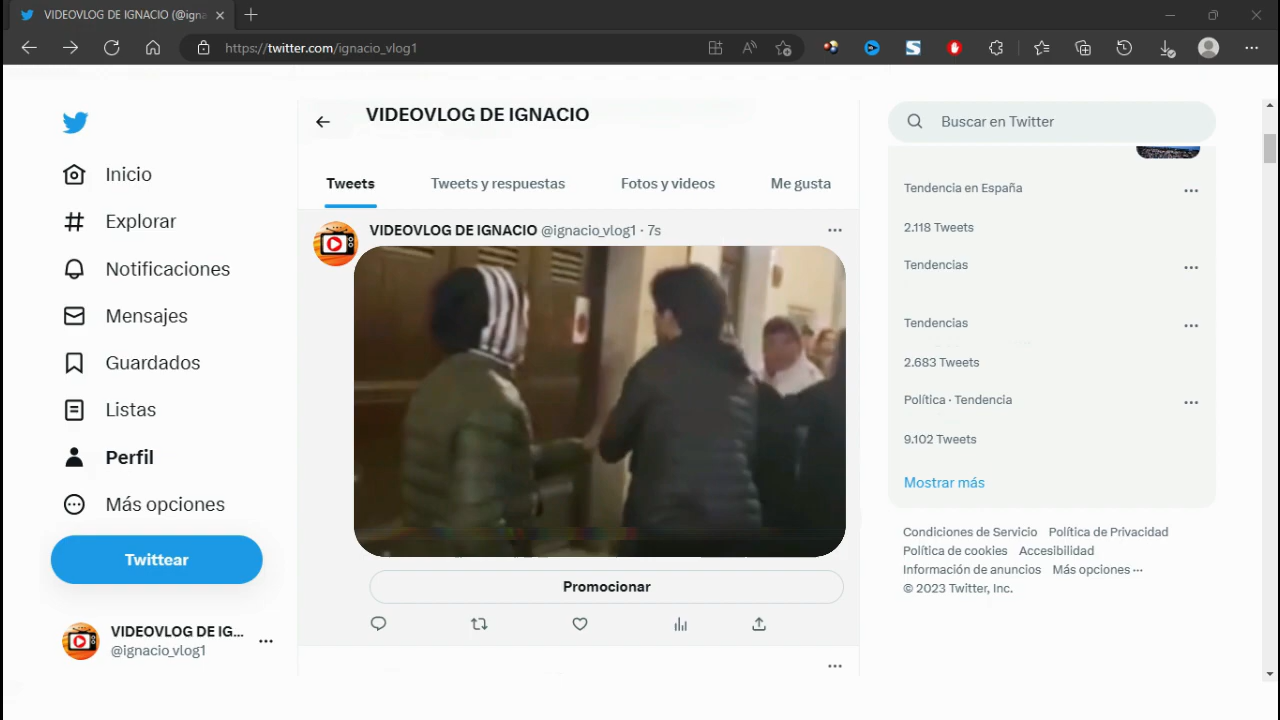 VIDEOVLOG DE IGNACIO (@igna
https://twitter.com/ignacio_vlog1
VIDEOVLOG DE IGNACIO
Buscar en Twitter
Inicio
Explorar
Notificaciones
Mensajes
Guardados
Listas
Perfil
Más opciones
Twittear
VIDEOVLOG DE IG...
@ignacio_vlog1
Tweets
Tweets y respuestas
Fotos y videos
Me gusta
VIDEOVLOG DE IGNACIO @ignacio_vlog1 · 7s
Promocionar
Tendencia en España
2.118 Tweets
Tendencias
Tendencias
2.683 Tweets
Política · Tendencia
9.102 Tweets
Mostrar más
Condiciones de Servicio Política de Privacidad
Política de cookies Accesibilidad
Información de anuncios Más opciones ···
© 2023 Twitter, Inc.